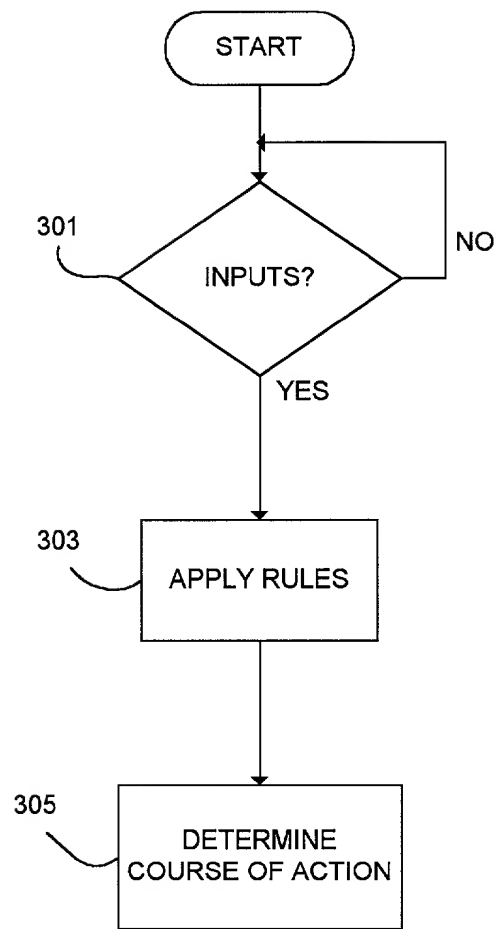 START
301
NO
INPUTS?
YES
303
APPLY RULES
305
DETERMINE
COURSE OF ACTION